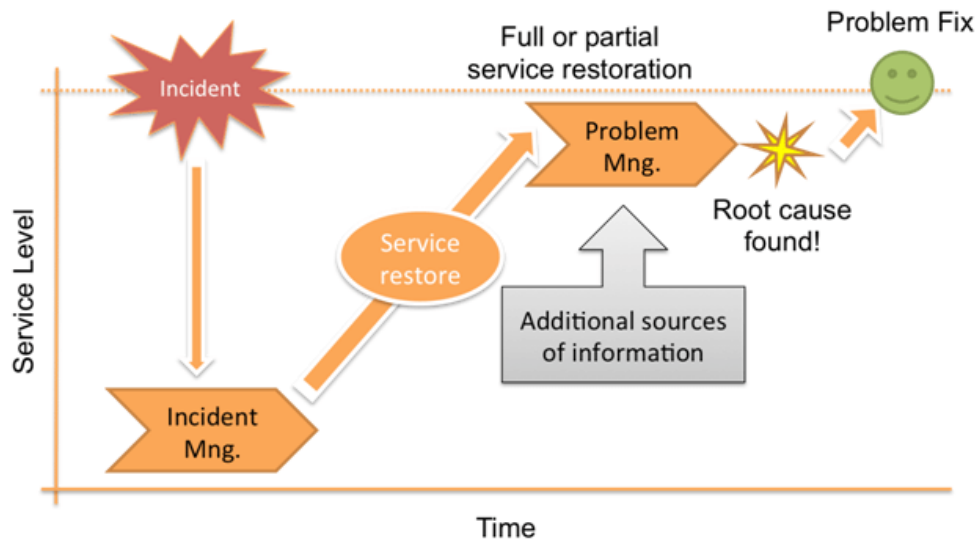 Problem Fix
Full or partial
service restoration
Incident
Problem
Mng.
Root cause
found!
Service
restore
Additional sources
of information
Service Level
Incident
Mng.
Time